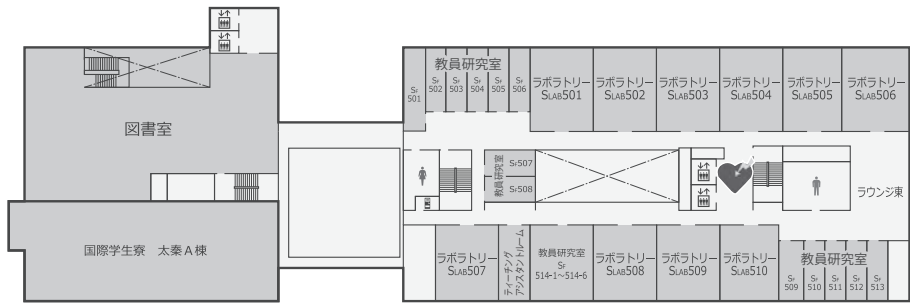 図書室
国際学生寮　太秦A棟
SF
501
教員研究室
SF
502
SF
503
SF
504
SF
505
SF
506
ラボラトリー
SLAB501
ラボラトリー
SLAB502
ラボラトリー
SLAB503
ラボラトリー
SLAB504
ラボラトリー
SLAB505
ラボラトリー
SLAB506
教員研究室
SF507
SF508
ラウンジ東
ラボラトリー
SLAB507
ティーチング
アシスタントルーム
教員研究室
SF
514-1〜514-6
ラボラトリー
SLAB508
ラボラトリー
SLAB509
ラボラトリー
SLAB510
教員研究室
SF
509
SF
510
SF
511
SF
512
SF
513